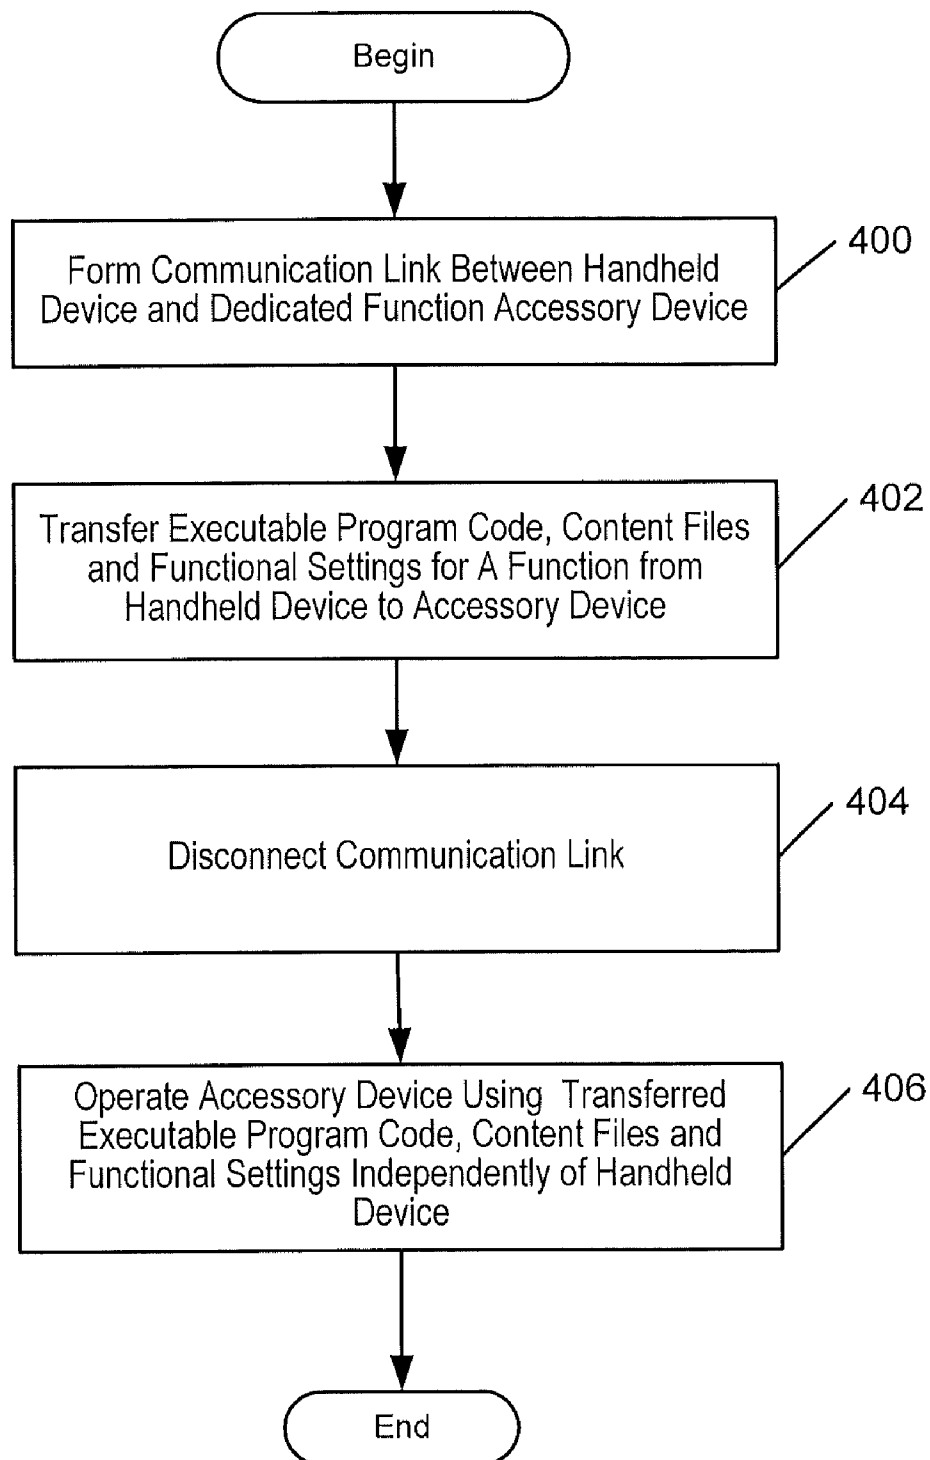 Begin
400
Form Communication Link Between Handheld
Device and Dedicated Function Accessory Device
402
Transfer Executable Program Code, Content Files
and Functional Settings for A Function from
Handheld Device to Accessory Device
404
Disconnect Communication Link
406
Operate Accessory Device Using Transferred
Executable Program Code, Content Files and
Functional Settings Independently of Handheld
Device
End